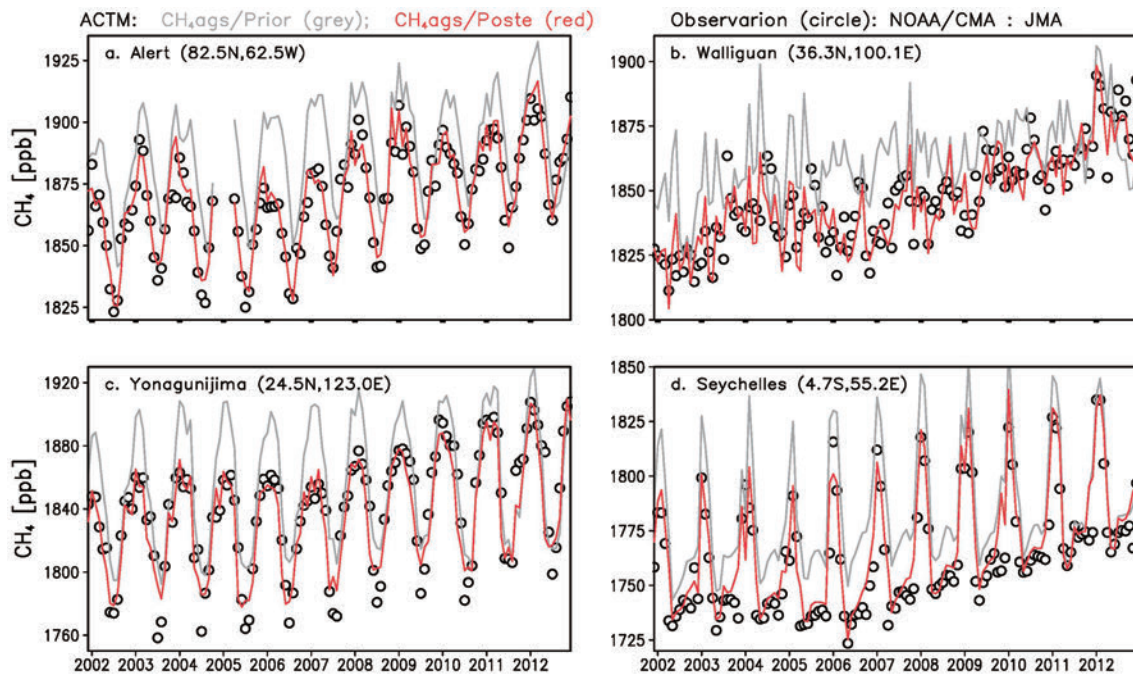 ACTM: CH₄ags/Prior (grey); CH₄ags/Poste (red) Observarion (circle): NOAA/CMA : JMA
a. Alert (82.5N,62.5W)
b. Walliguan (36.3N,100.1E)
CH₄ [ppb]
1925
1900
1875
1850
1825
1900
1875
1850
1825
1800
c. Yonagunijima (24.5N,123.0E)
d. Seychelles (4.7S,55.2E)
CH₄ [ppb]
1920
1880
1840
1800
1760
1850
1825
1800
1775
1750
1725
2002 2003 2004 2005 2006 2007 2008 2009 2010 2011 2012
2002 2003 2004 2005 2006 2007 2008 2009 2010 2011 2012